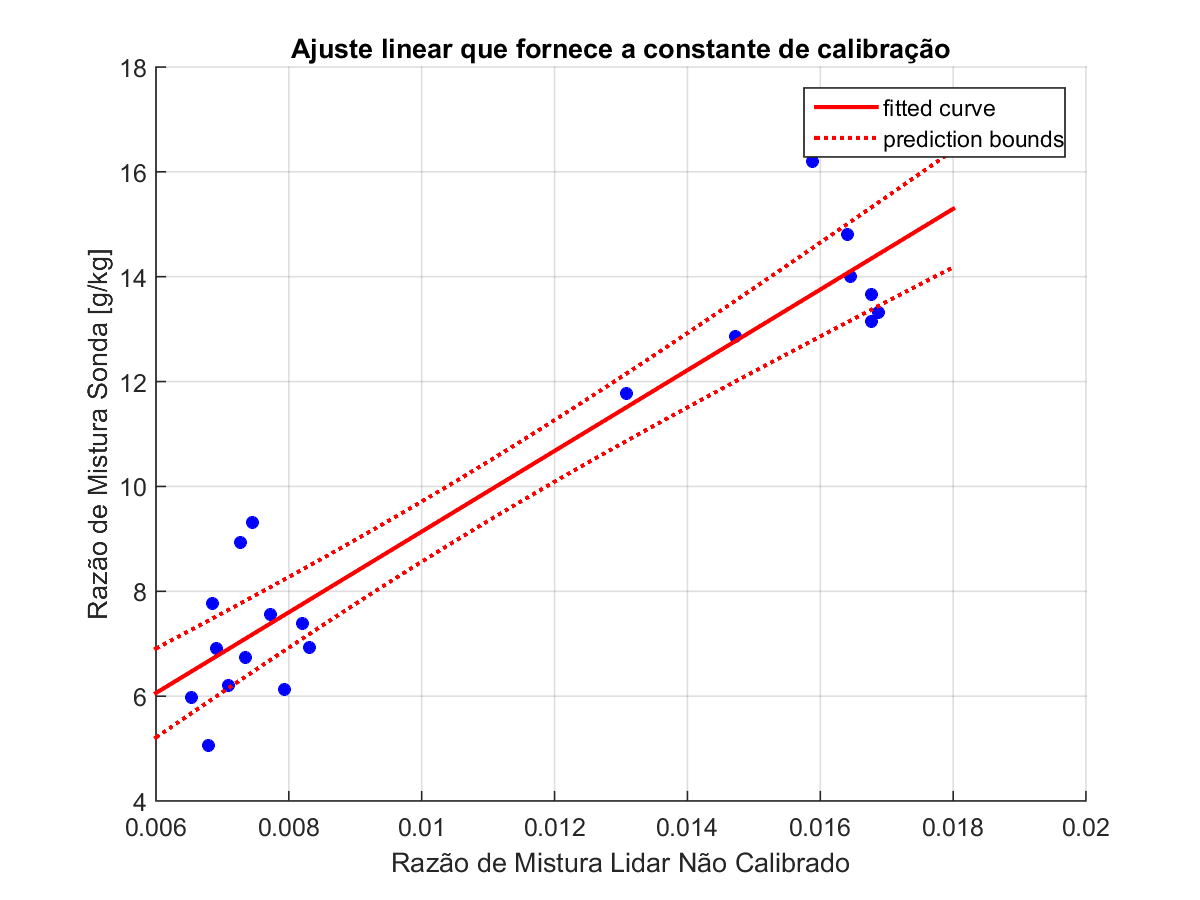 Ajuste linear que fornece a constante de calibração
fitted curve
prediction bounds
18
16
14
12
10
8
6
4
Razão de Mistura Sonda [g/kg]
0.006 0.008 0.01 0.012 0.014 0.016 0.018 0.02
Razão de Mistura Lidar Não Calibrado